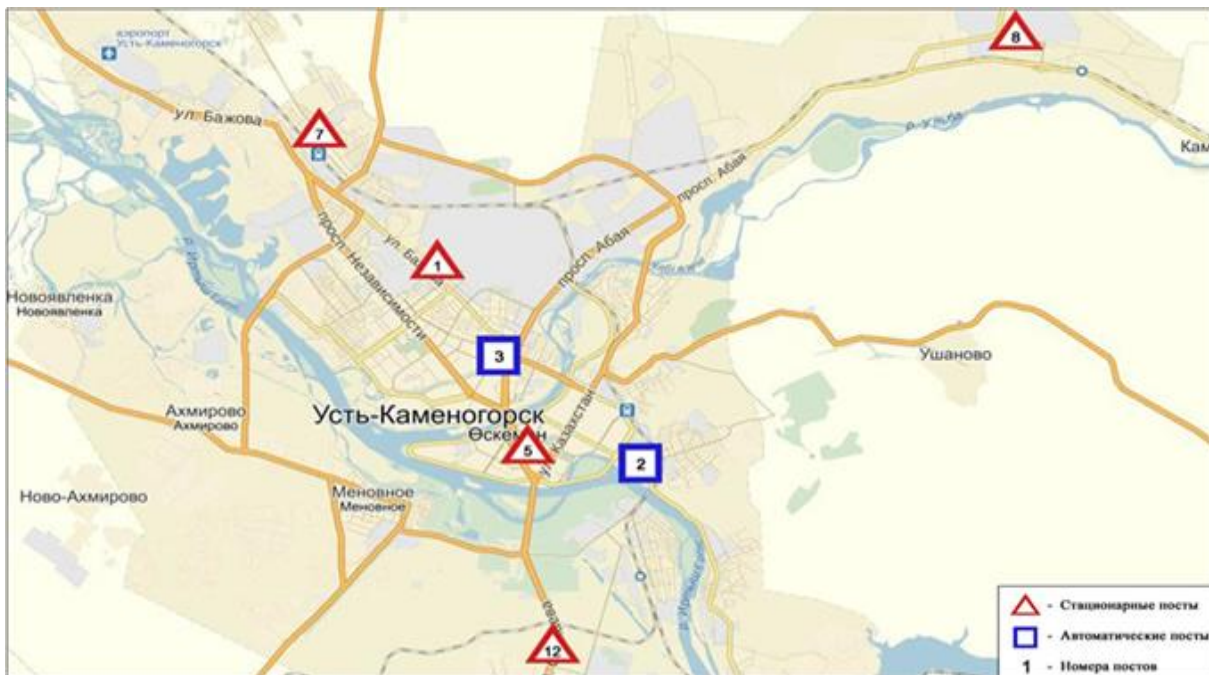 аэропорт
Усть-Каменогорск
8
р. Ульба
Кам
ул. Бажова
7
просп. Абая
просп. Абая
просп. Независимости
1
Новоявленка
Новоявленка
3
Ушаново
Усть-Каменогорск
Өскемен
Ахмирово
Ахмирово
ул. Казахстан
5
2
Ново-Ахмирово
Меновное
Меновное
12
- Стационарные посты
- Автоматические посты
1 - Номера постов